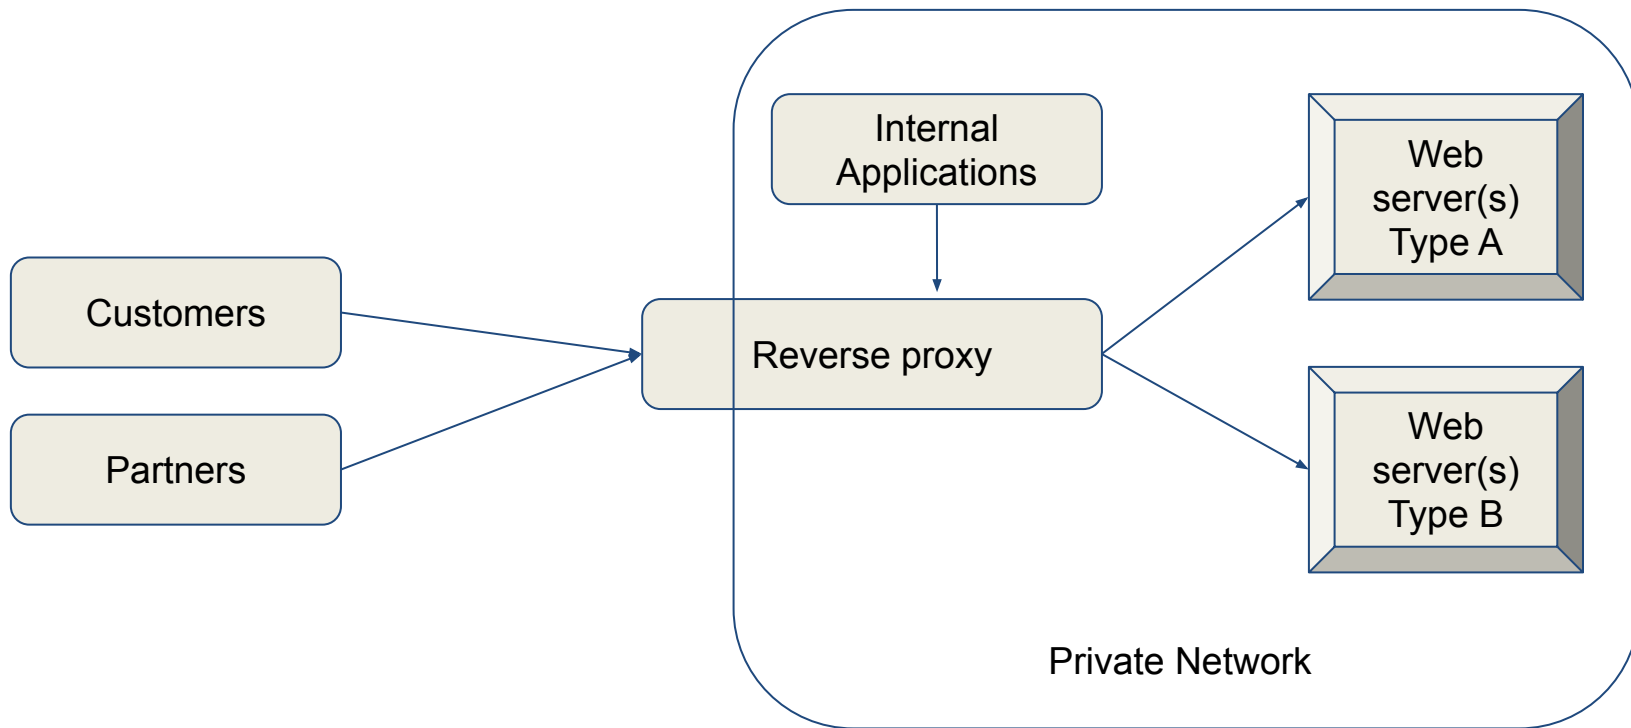 Internal
Applications
Web
server(s)
Type A
Customers
Reverse proxy
Partners
Web
server(s)
Type B
Private Network